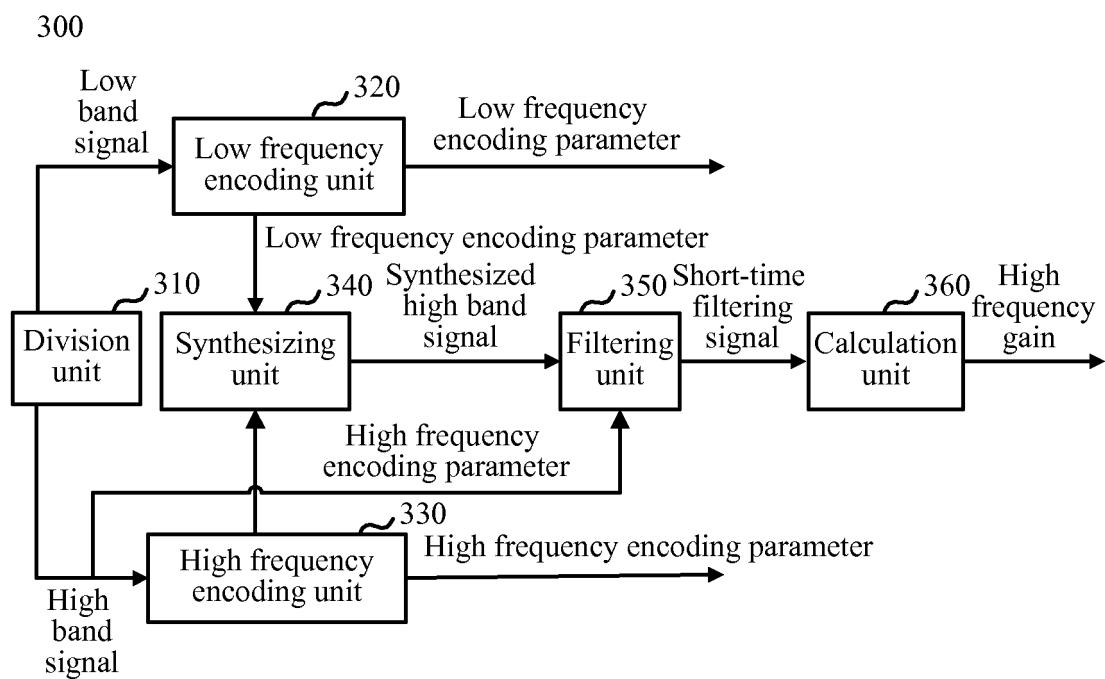 300
Low
band
signal
320
Low frequency
encoding unit
Low frequency
encoding parameter
Low frequency encoding parameter
310
Division
unit
340
Synthesizing
unit
Synthesized
high band
signal
350
Filtering
unit
Short-time
filtering
signal
360
Calculation
unit
High
frequency
gain
High frequency
encoding parameter
330
High frequency
encoding unit
High frequency encoding parameter
High
band
signal